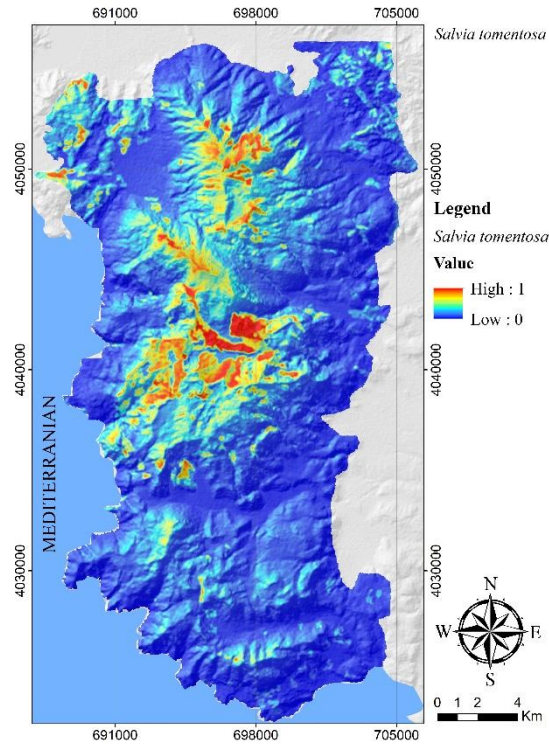 691000 698000 705000
Salvia tomentosa
4050000 4050000
Legend
Salvia tomentosa
Value
High : 1
Low : 0
4040000 4040000
MEDITERRANIAN
4030000 4030000
N
W E
S
0 1 2 4
Km
691000 698000 705000